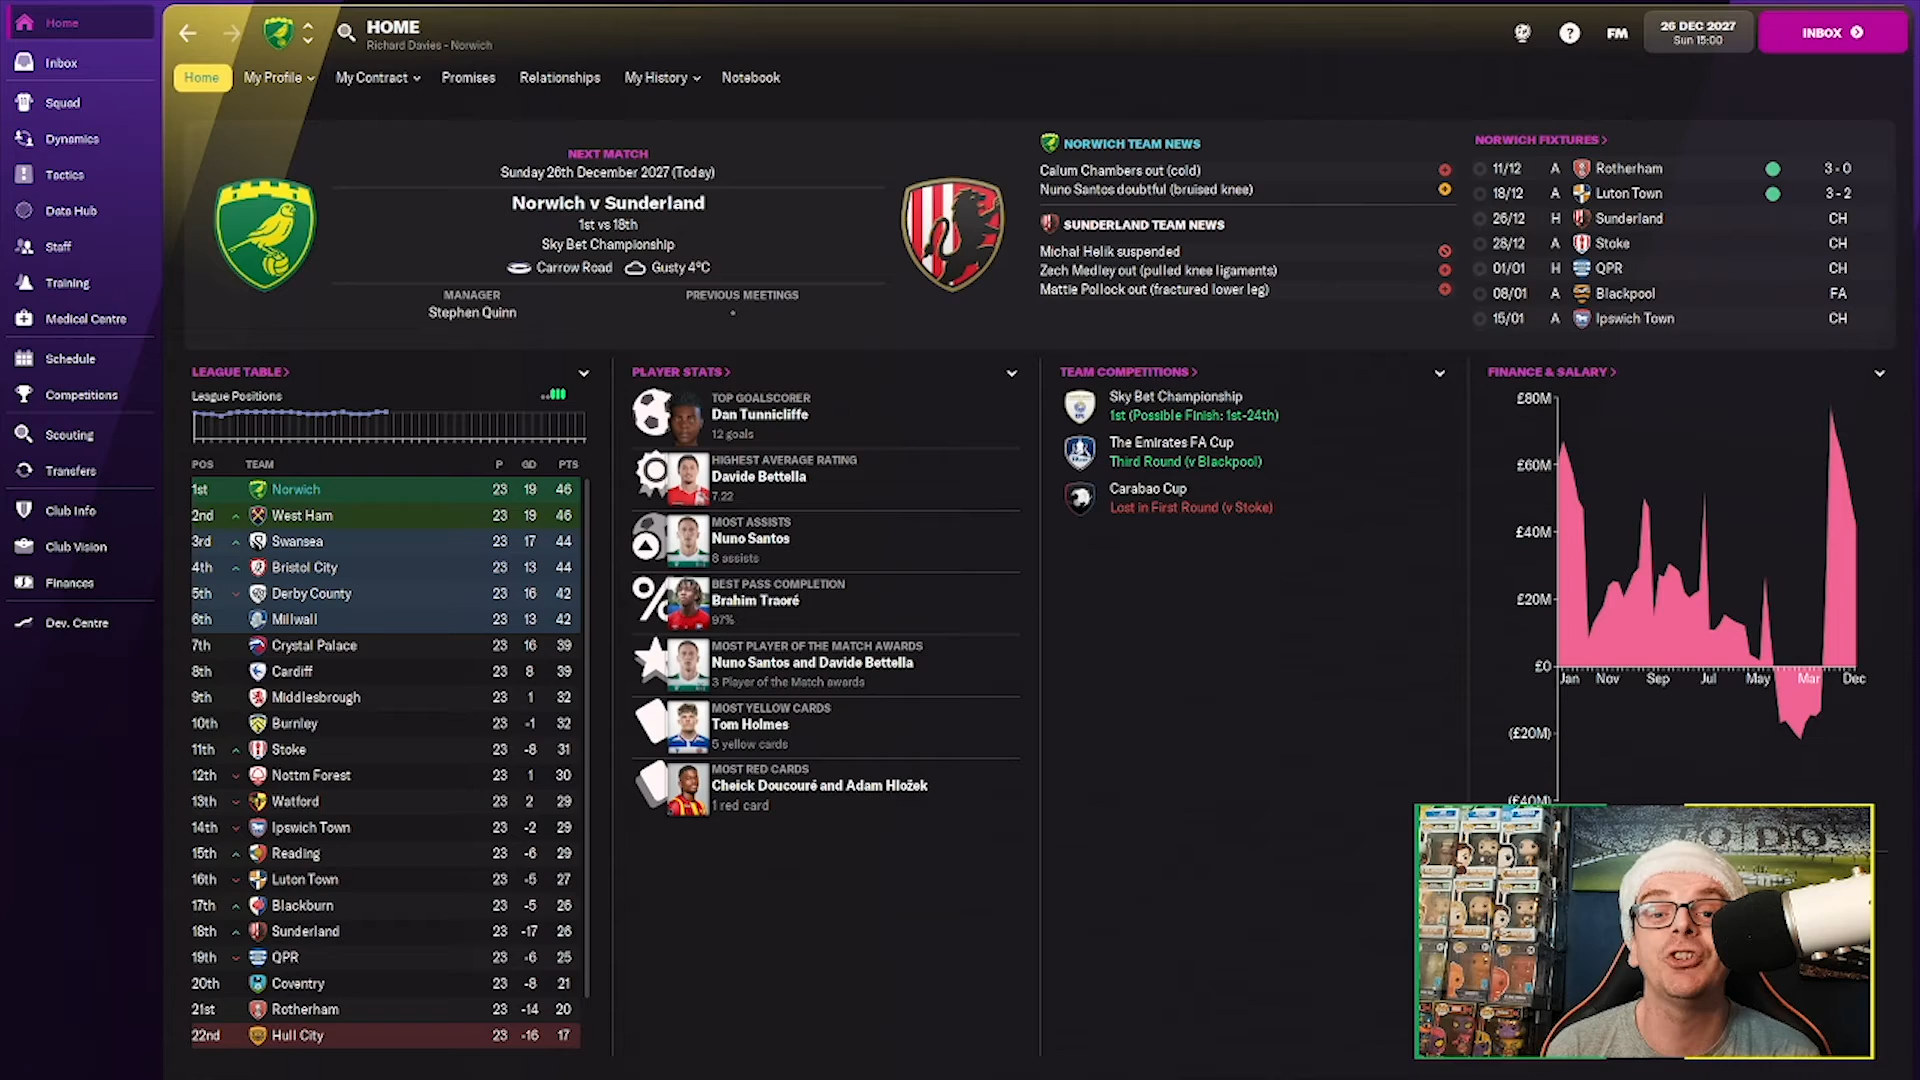 Home
Inbox
Squad
Dynamics
Tactics
Data Hub
Staff
Training
Medical Centre
Schedule
Competitions
Scouting
Transfers
Club Info
Club Vision
Finances
Dev. Centre
HOME
Richard Davies - Norwich
FM
26 DEC 2027
Sun 15:00
INBOX
Home
My Profile
My Contract
Promises
Relationships
My History
Notebook
NEXT MATCH
Sunday 26th December 2027 (Today)
Norwich v Sunderland
1st vs 18th
Sky Bet Championship
Carrow Road Gusty 4°C
MANAGER
Stephen Quinn
PREVIOUS MEETINGS
NORWICH TEAM NEWS
Calum Chambers out (cold)
Nuno Santos doubtful (bruised knee)
SUNDERLAND TEAM NEWS
Michal Helik suspended
Zech Medley out (pulled knee ligaments)
Mattie Pollock out (fractured lower leg)
NORWICH FIXTURES
11/12 A Rotherham 3 - 0
18/12 A Luton Town 3 - 2
26/12 H Sunderland CH
28/12 A Stoke CH
01/01 H QPR CH
08/01 A Blackpool FA
15/01 A Ipswich Town CH
LEAGUE TABLE
League Positions
POS TEAM P GD PTS
1st Norwich 23 19 46
2nd West Ham 23 19 46
3rd Swansea 23 17 44
4th Bristol City 23 13 44
5th Derby County 23 16 42
6th Millwall 23 13 42
7th Crystal Palace 23 16 39
8th Cardiff 23 8 39
9th Middlesbrough 23 1 32
10th Burnley 23 -1 32
11th Stoke 23 -8 31
12th Nottm Forest 23 1 30
13th Watford 23 2 29
14th Ipswich Town 23 -2 29
15th Reading 23 -6 29
16th Luton Town 23 -5 27
17th Blackburn 23 -5 26
18th Sunderland 23 -17 26
19th QPR 23 -6 25
20th Coventry 23 -8 21
21st Rotherham 23 -14 20
22nd Hull City 23 -16 17
PLAYER STATS
TOP GOALSCORER
Dan Tunnicliffe
12 goals
HIGHEST AVERAGE RATING
Davide Bettella
7.22
MOST ASSISTS
Nuno Santos
8 assists
BEST PASS COMPLETION
Brahim Traoré
97%
MOST PLAYER OF THE MATCH AWARDS
Nuno Santos and Davide Bettella
3 Player of the Match awards
MOST YELLOW CARDS
Tom Holmes
5 yellow cards
MOST RED CARDS
Cheick Doucouré and Adam Hložek
1 red card
TEAM COMPETITIONS
Sky Bet Championship
1st (Possible Finish: 1st-24th)
The Emirates FA Cup
Third Round (v Blackpool)
Carabao Cup
Lost in First Round (v Stoke)
FINANCE & SALARY
£80M
£60M
£40M
£20M
£0
Jan Nov Sep Jul May Mar Dec
(£20M)
(£40M)